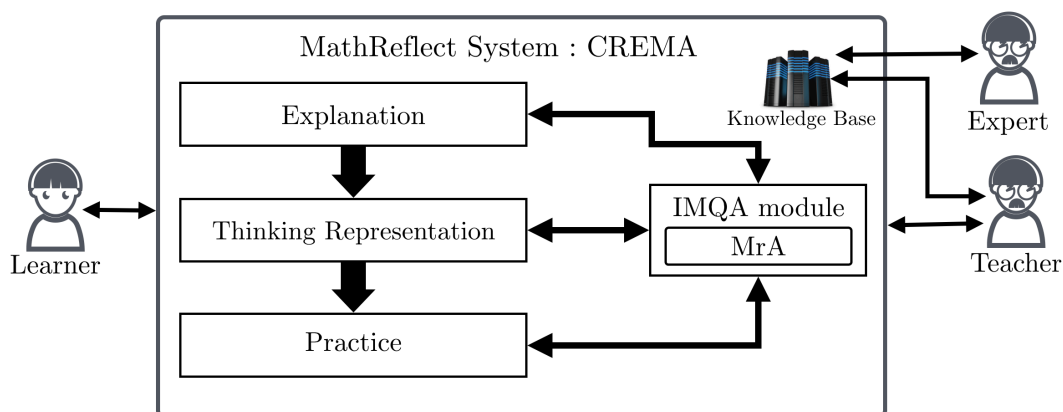 MathReflect System : CREMA
Explanation
Knowledge Base
Expert
Thinking Representation
IMQA module
MrA
Learner
Teacher
Practice